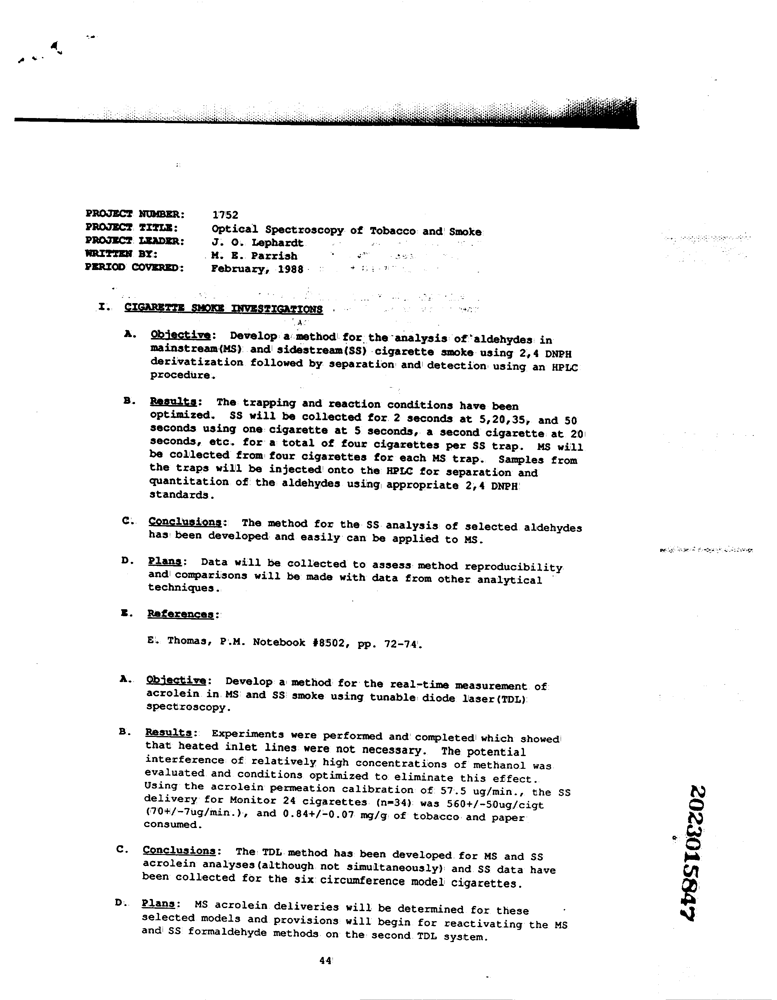 PROJECT NUMBER: 1752
PROJECT TITLE: Optical Spectroscopy of Tobacco and Smoke
PROJECT LEADER: J. O. Lephardt
WRITTEN BY: M. E. Parrish
PERIOD COVERED: February, 1988
I. CIGARETTE SMOKE INVESTIGATIONS
A. Objective: Develop a method for the analysis of aldehydes in
mainstream(MS) and sidestream(SS) cigarette smoke using 2,4 DNPH
derivatization followed by separation and detection using an HPLC
procedure.
B. Results: The trapping and reaction conditions have been
optimized. SS will be collected for 2 seconds at 5,20,35, and 50
seconds using one cigarette at 5 seconds, a second cigarette at 20
seconds, etc. for a total of four cigarettes per SS trap. MS will
be collected from four cigarettes for each MS trap. Samples from
the traps will be injected onto the HPLC for separation and
quantitation of the aldehydes using appropriate 2,4 DNPH
standards.
C. Conclusions: The method for the SS analysis of selected aldehydes
has been developed and easily can be applied to MS.
D. Plans: Data will be collected to assess method reproducibility
and comparisons will be made with data from other analytical
techniques.
E. References:
E. Thomas, P.M. Notebook #8502, pp. 72-74.
A. Objective: Develop a method for the real-time measurement of
acrolein in MS and SS smoke using tunable diode laser(TDL)
spectroscopy.
B. Results: Experiments were performed and completed which showed
that heated inlet lines were not necessary. The potential
interference of relatively high concentrations of methanol was
evaluated and conditions optimized to eliminate this effect.
Using the acrolein permeation calibration of 57.5 ug/min., the SS
delivery for Monitor 24 cigarettes (n=34) was 560+/-50ug/cigt
(70+/-7ug/min.), and 0.84+/-0.07 mg/g of tobacco and paper
consumed.
C. Conclusions: The TDL method has been developed for MS and SS
acrolein analyses(although not simultaneously) and SS data have
been collected for the six circumference model cigarettes.
D. Plans: MS acrolein deliveries will be determined for these
selected models and provisions will begin for reactivating the MS
and SS formaldehyde methods on the second TDL system.
44
2023015847